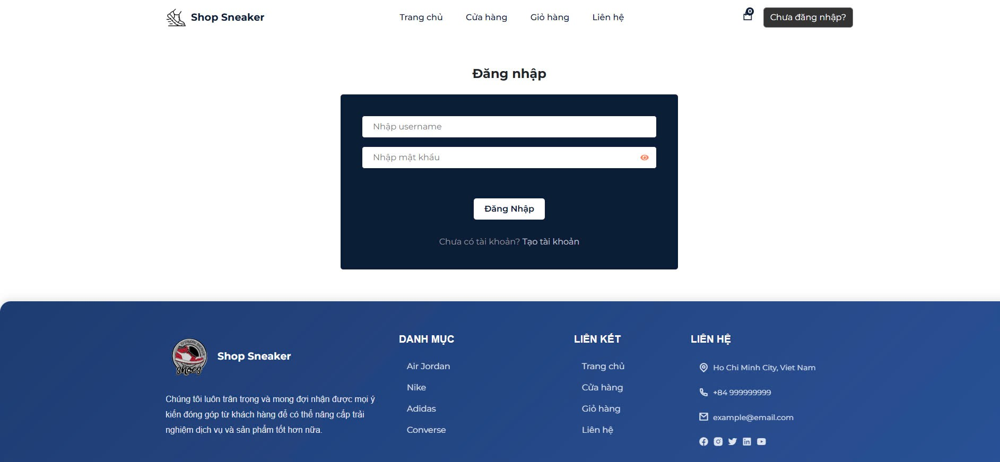 Shop Sneaker
Trang chủ
Cửa hàng
Giỏ hàng
Liên hệ
0
Chưa đăng nhập?
Đăng nhập
Nhập username
Nhập mật khẩu
Đăng Nhập
Chưa có tài khoản? Tạo tài khoản
shoes
Shop Sneaker
Chúng tôi luôn trân trọng và mong đợi nhận được mọi ý
kiến đóng góp từ khách hàng để có thể nâng cấp trải
nghiệm dịch vụ và sản phẩm tốt hơn nữa.
DANH MỤC
Air Jordan
Nike
Adidas
Converse
LIÊN KẾT
Trang chủ
Cửa hàng
Giỏ hàng
Liên hệ
LIÊN HỆ
Ho Chi Minh City, Viet Nam
+84 999999999
example@email.com